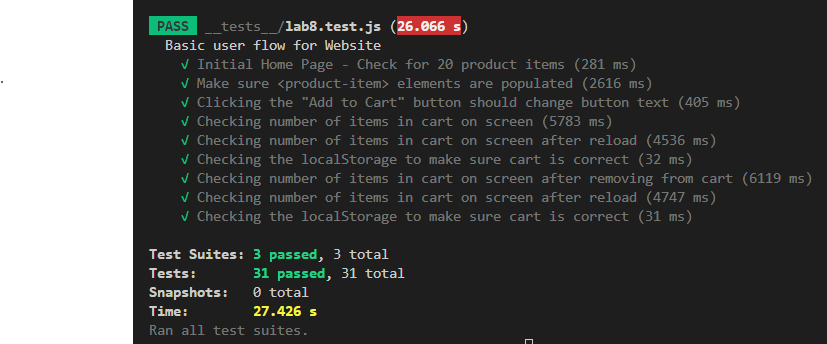 PASS __tests__/lab8.test.js (26.066 s)
Basic user flow for Website
√ Initial Home Page - Check for 20 product items (281 ms)
√ Make sure <product-item> elements are populated (2616 ms)
√ Clicking the "Add to Cart" button should change button text (405 ms)
√ Checking number of items in cart on screen (5783 ms)
√ Checking number of items in cart on screen after reload (4536 ms)
√ Checking the localStorage to make sure cart is correct (32 ms)
√ Checking number of items in cart on screen after removing from cart (6119 ms)
√ Checking number of items in cart on screen after reload (4747 ms)
√ Checking the localStorage to make sure cart is correct (31 ms)
Test Suites: 3 passed, 3 total
Tests: 31 passed, 31 total
Snapshots: 0 total
Time: 27.426 s
Ran all test suites.